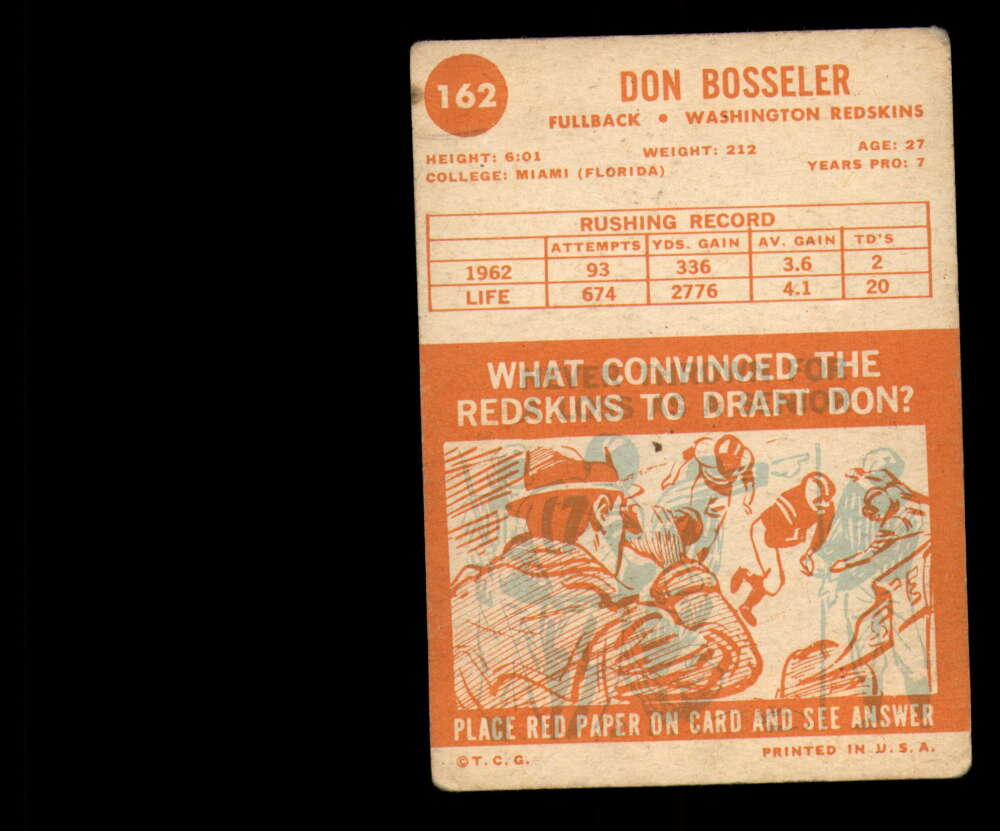 162
DON BOSSELER
FULLBACK • WASHINGTON REDSKINS
HEIGHT: 6:01 WEIGHT: 212 AGE: 27
COLLEGE: MIAMI (FLORIDA) YEARS PRO: 7
RUSHING RECORD
ATTEMPTS YDS. GAIN AV. GAIN TD'S
1962 93 336 3.6 2
LIFE 674 2776 4.1 20
WHAT CONVINCED THE
REDSKINS TO DRAFT DON?
PLACE RED PAPER ON CARD AND SEE ANSWER
©T.C.G. PRINTED IN U.S.A.